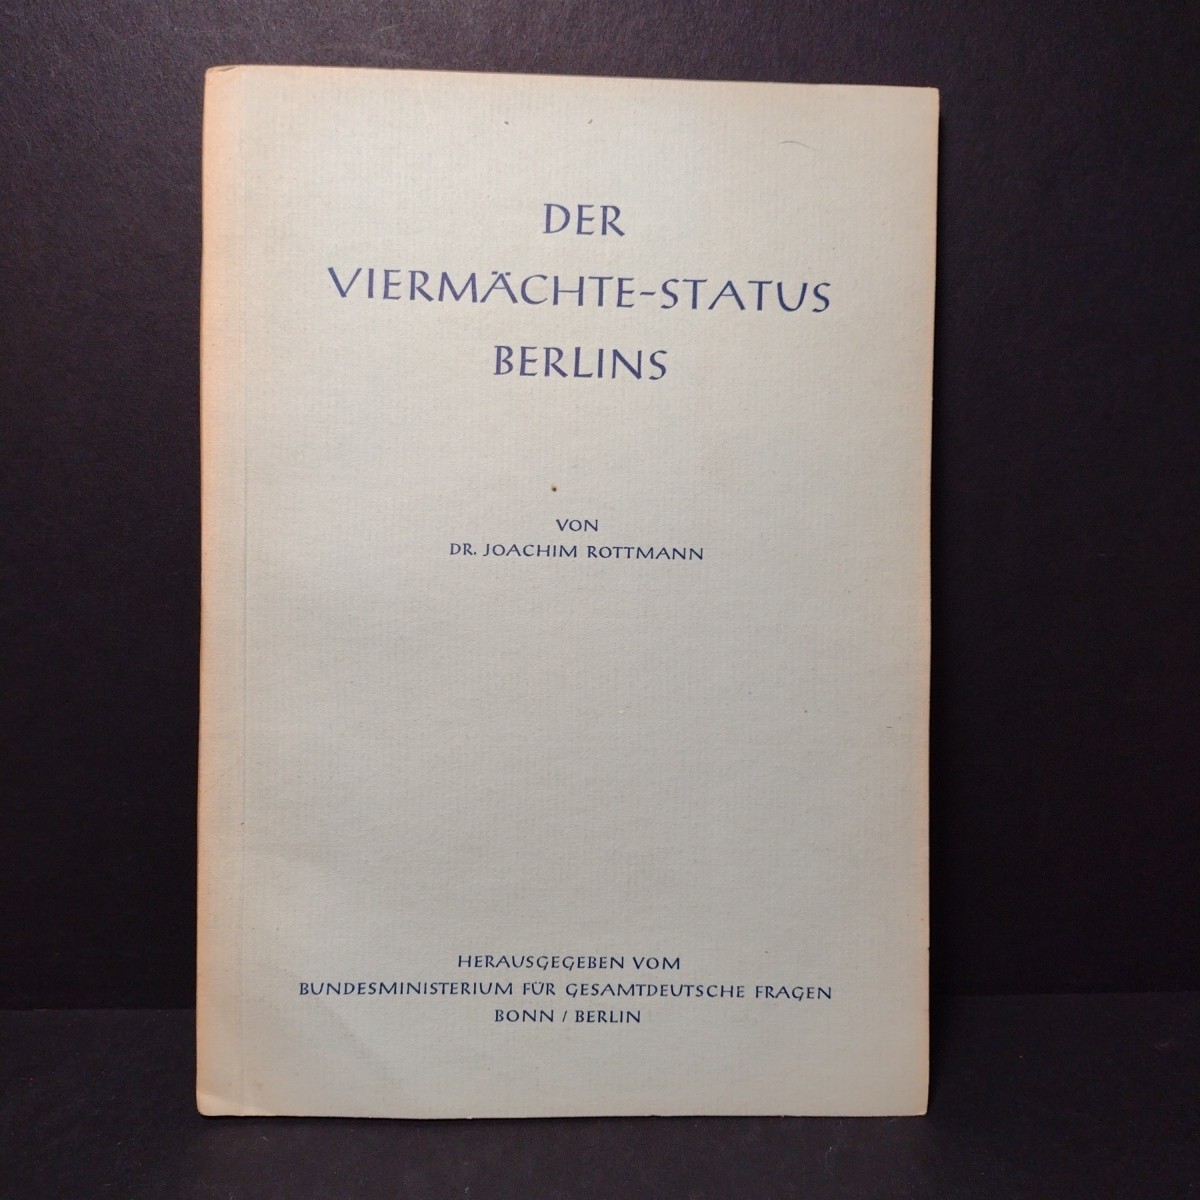 DER
VIERMÄCHTE-STATUS
BERLINS
VON
DR. JOACHIM ROTTMANN
HERAUSGEGEBEN VOM
BUNDESMINISTERIUM FÜR GESAMTDEUTSCHE FRAGEN
BONN / BERLIN